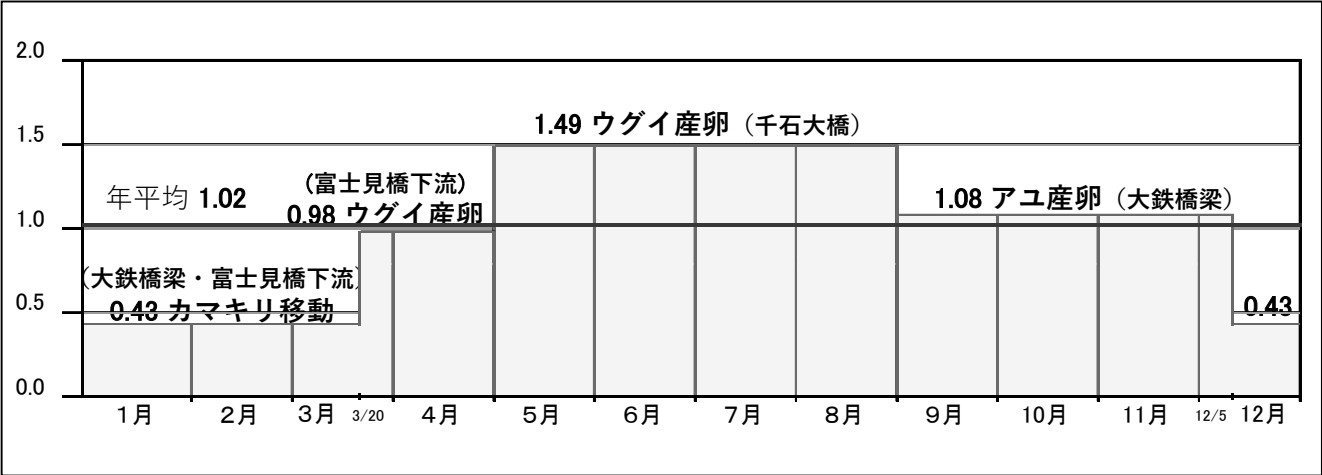 2.0
1.49 ウグイ産卵（千石大橋）
1.5
(富士見橋下流)
年平均 1.02
1.08 アユ産卵（大鉄橋梁）
0.98 ウグイ産卵
1.0
（大鉄橋梁・富士見橋下流）
0.43 カマキリ移動
0.43
0.5
0.0
1月 2月 3月 3/20 4月 5月 6月 7月 8月 9月 10月 11月 12/5 12月